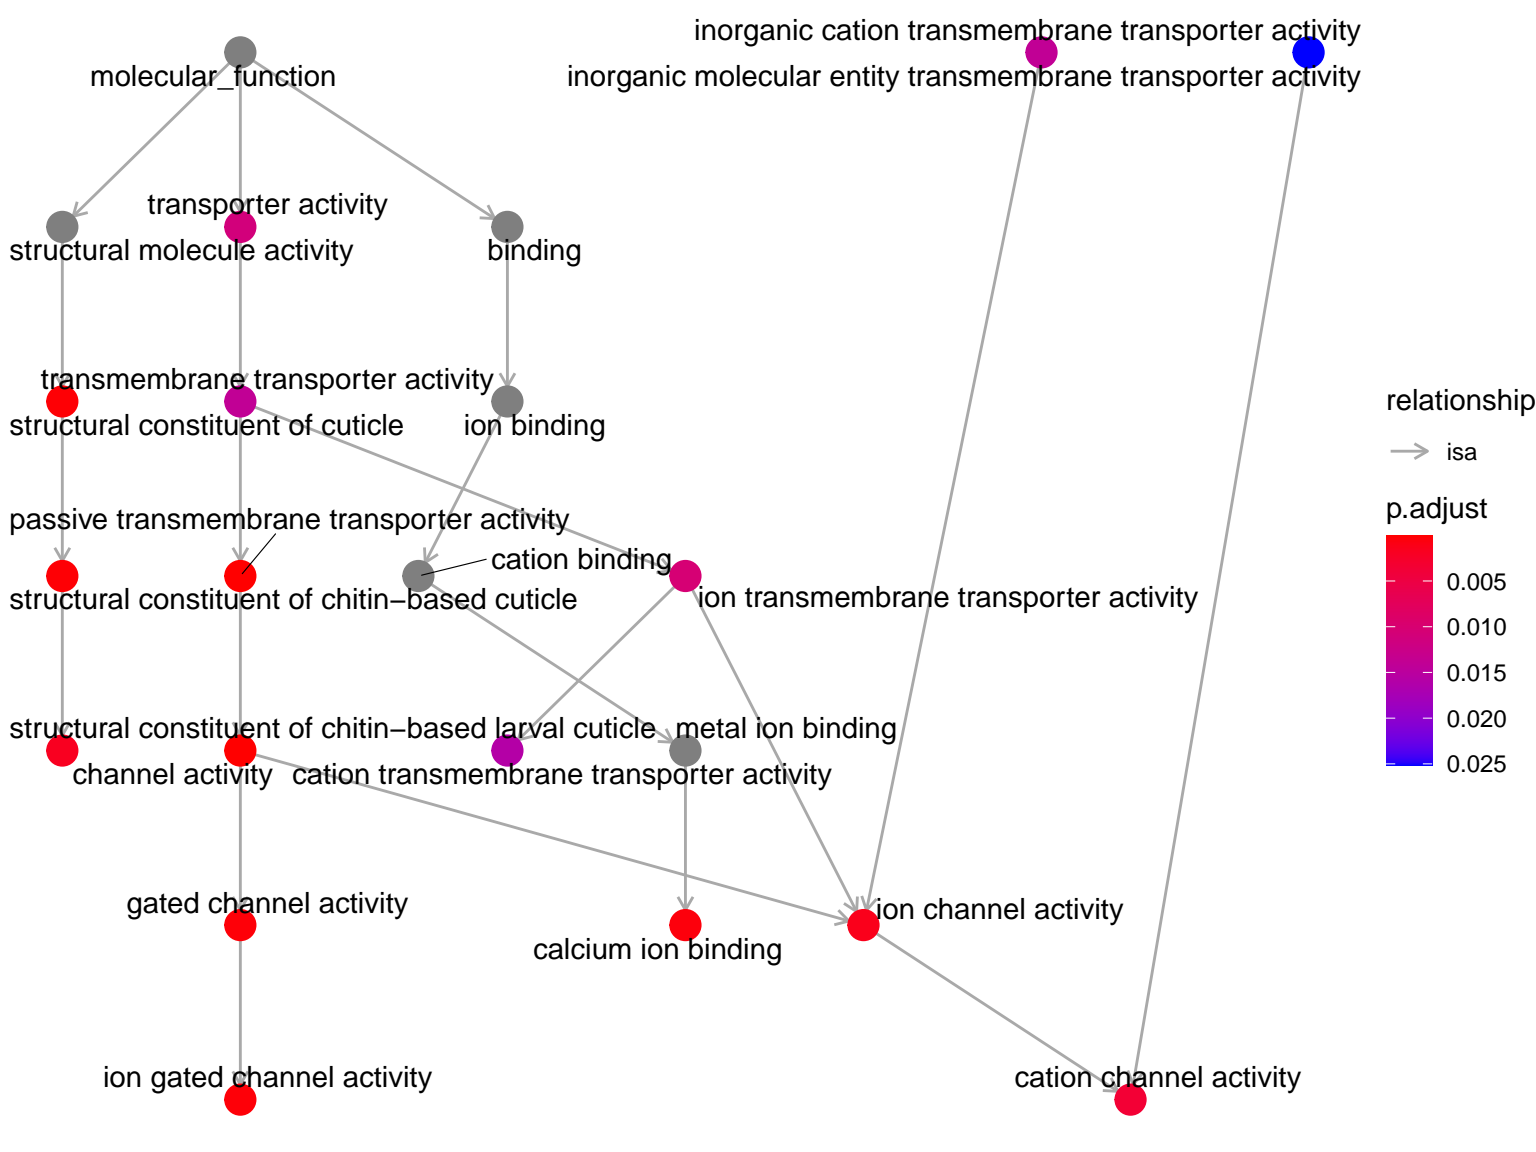 inorganic cation transmembrane transporter activity
molecular_function
inorganic molecular entity transmembrane transporter activity
transporter activity
structural molecule activity
binding
transmembrane transporter activity
structural constituent of cuticle
ion binding
relationship
isa
passive transmembrane transporter activity
cation binding
structural constituent of chitin−based cuticle
ion transmembrane transporter activity
p.adjust
0.005
0.010
0.015
0.020
0.025
structural constituent of chitin−based larval cuticle
metal ion binding
channel activity
cation transmembrane transporter activity
gated channel activity
ion channel activity
calcium ion binding
ion gated channel activity
cation channel activity